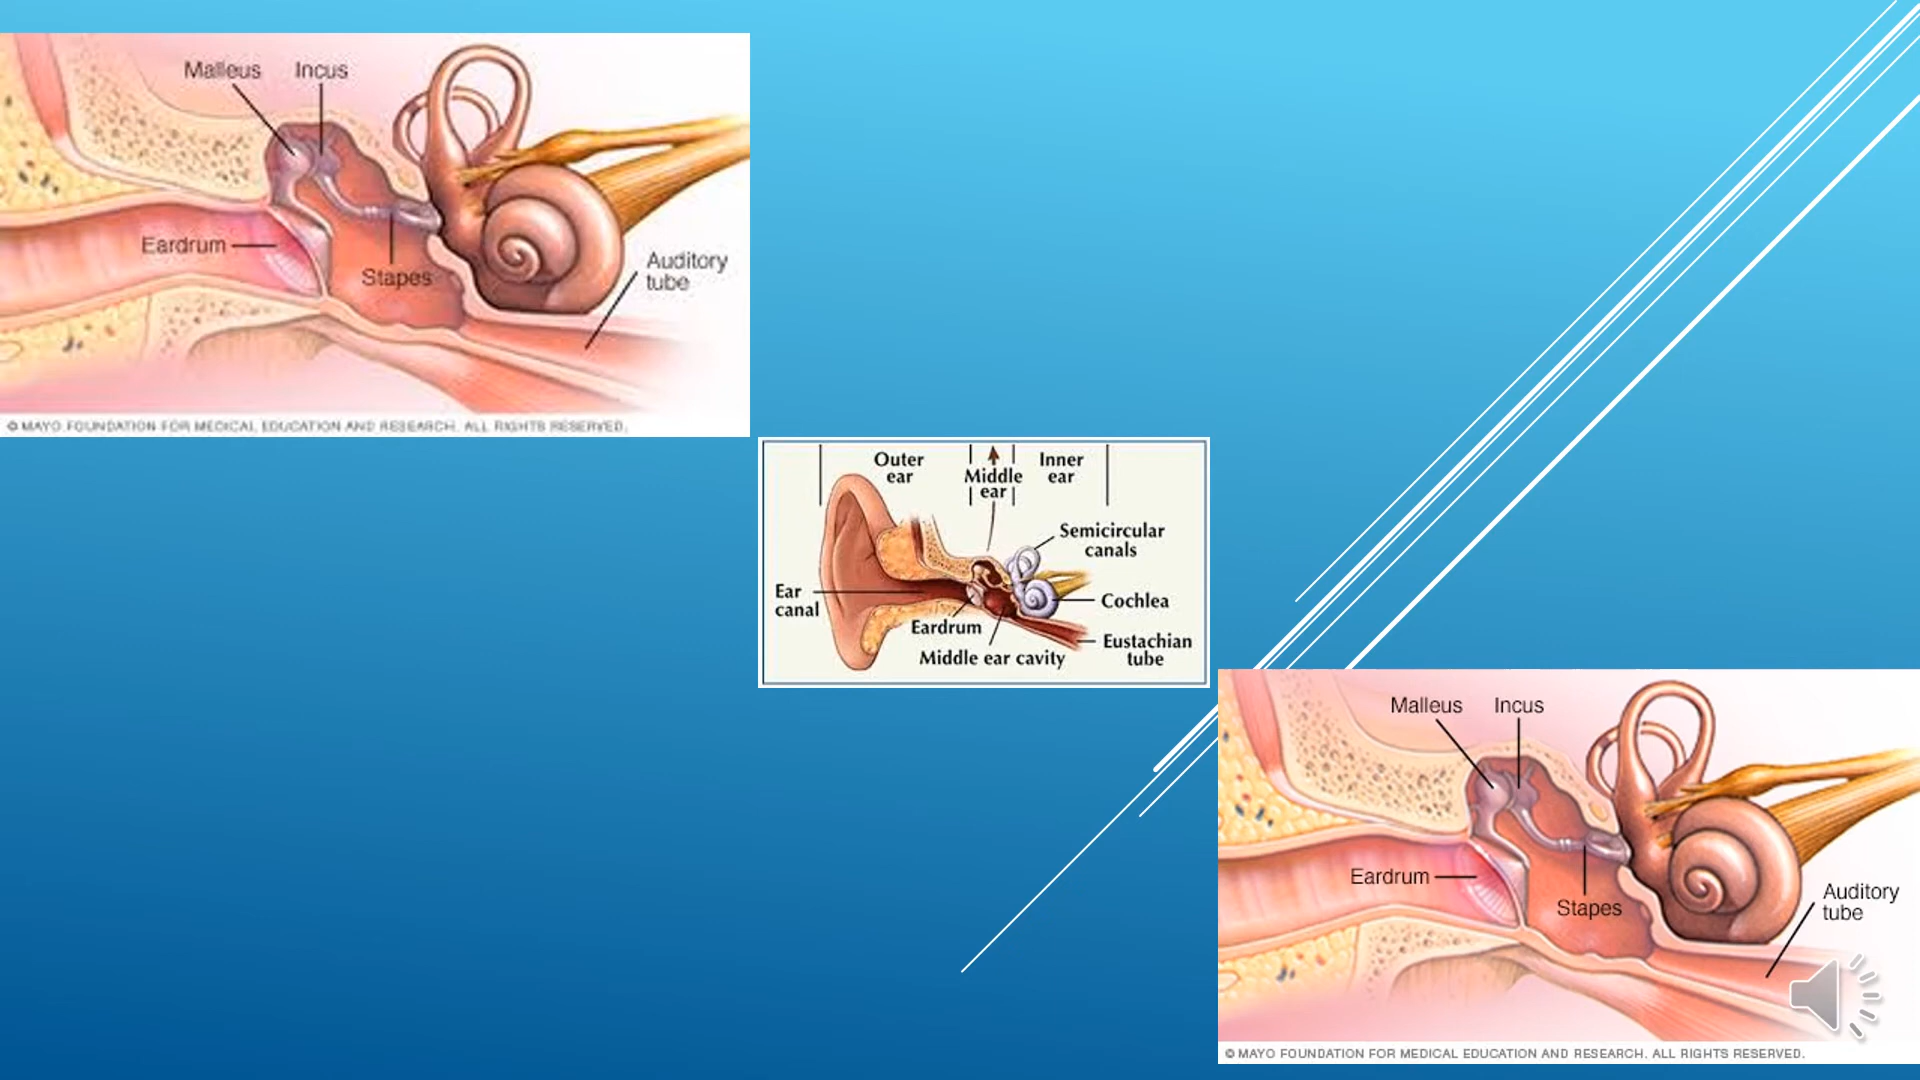 Malleus Incus
Eardrum
Stapes
Auditory
tube
© MAYO FOUNDATION FOR MEDICAL EDUCATION AND RESEARCH. ALL RIGHTS RESERVED.
Outer
ear
Middle
ear
Inner
ear
Semicircular
canals
Ear
canal
Cochlea
Eardrum
Eustachian
tube
Middle ear cavity
Malleus Incus
Eardrum
Stapes
Auditory
tube
© MAYO FOUNDATION FOR MEDICAL EDUCATION AND RESEARCH. ALL RIGHTS RESERVED.